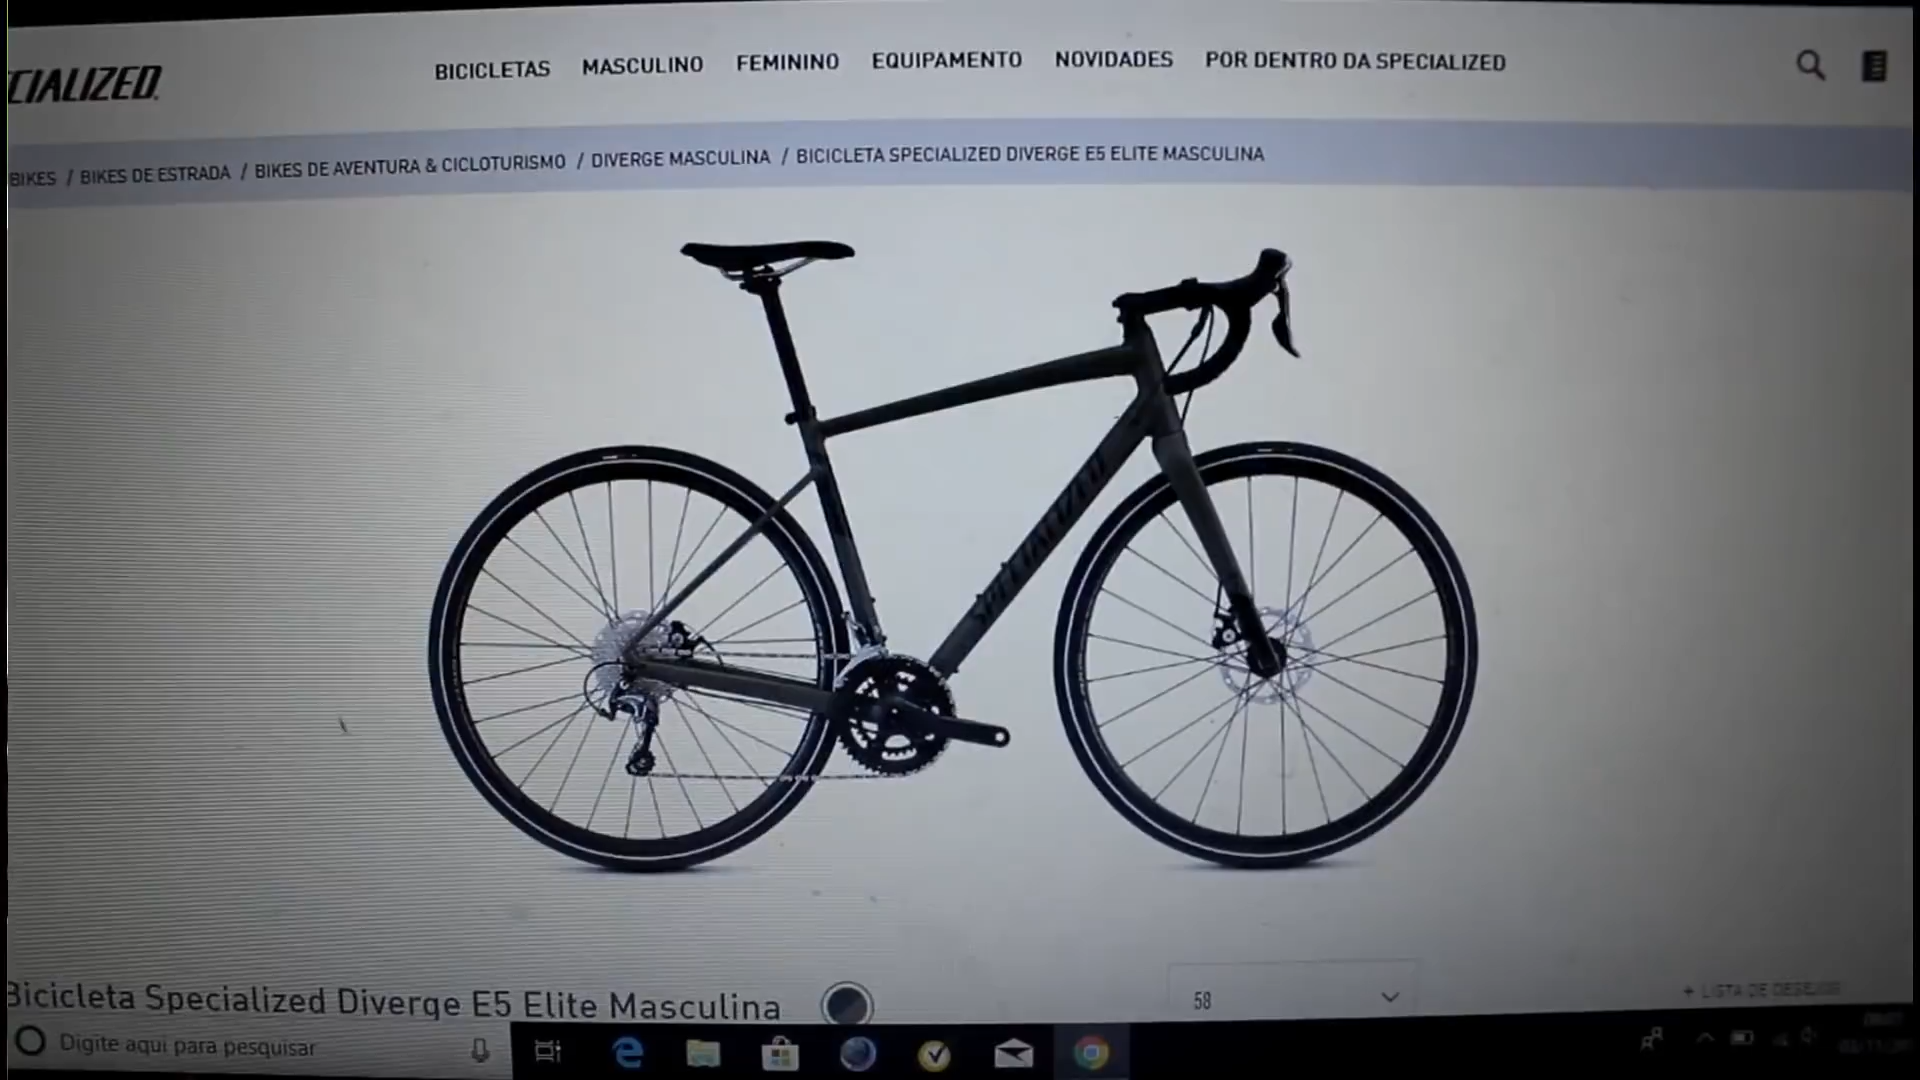 CIALIZED
BICICLETAS MASCULINO FEMININO EQUIPAMENTO NOVIDADES POR DENTRO DA SPECIALIZED
BIKES / BIKES DE ESTRADA / BIKES DE AVENTURA & CICLOTURISMO / DIVERGE MASCULINA / BICICLETA SPECIALIZED DIVERGE E5 ELITE MASCULINA
SPECIALIZED
Bicicleta Specialized Diverge E5 Elite Masculina
58
+ LISTA DE DESEJOS
Digite aqui para pesquisar